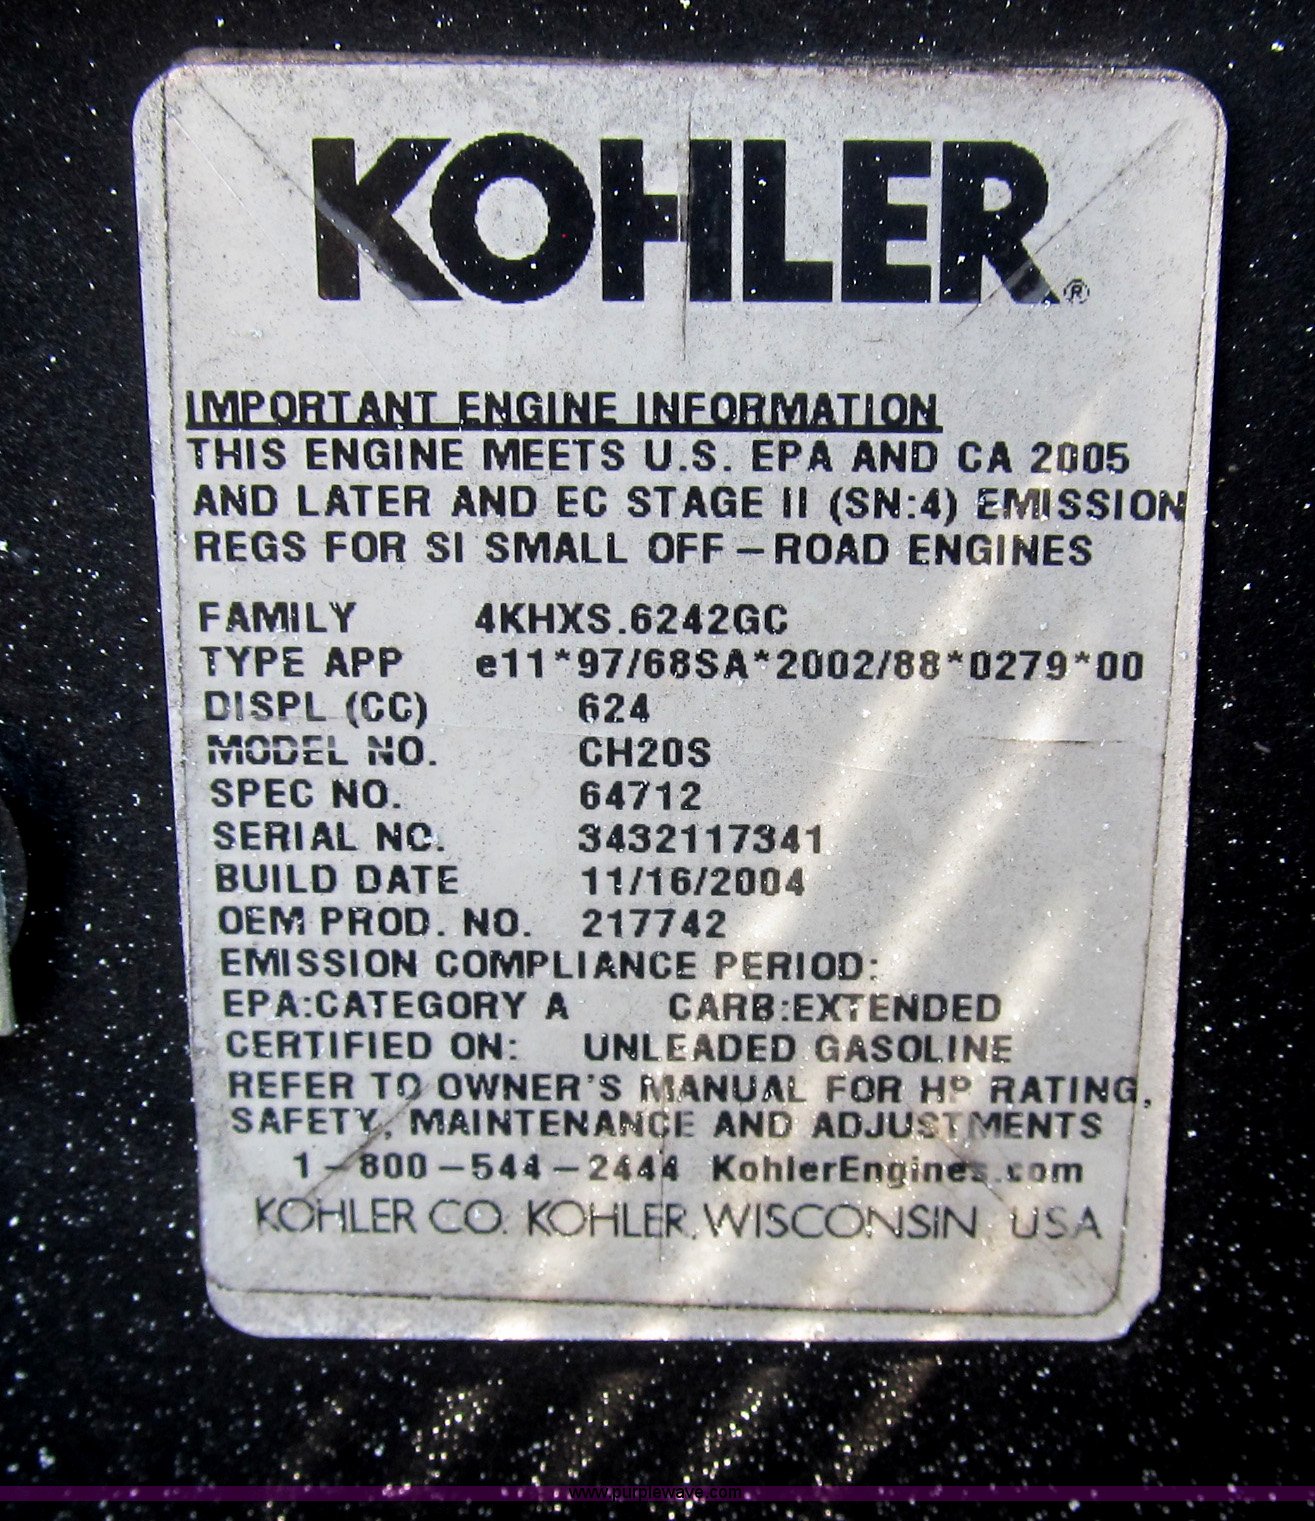 KOHLER®
IMPORTANT ENGINE INFORMATION
THIS ENGINE MEETS U.S. EPA AND CA 2005
AND LATER AND EC STAGE II (SN:4) EMISSION
REGS FOR SI SMALL OFF-ROAD ENGINES
FAMILY 4KHXS.6242GC
TYPE APP e11*97/68SA*2002/88*0279*00
DISPL (CC) 624
MODEL NO. CH20S
SPEC NO. 64712
SERIAL NO. 3432117341
BUILD DATE 11/16/2004
OEM PROD. NO. 217742
EMISSION COMPLIANCE PERIOD:
EPA:CATEGORY A CARB:EXTENDED
CERTIFIED ON: UNLEADED GASOLINE
REFER TO OWNER'S MANUAL FOR HP RATING,
SAFETY, MAINTENANCE AND ADJUSTMENTS
1-800-544-2444 KohlerEngines.com
KOHLER CO. KOHLER, WISCONSIN, USA
www.purplewave.com